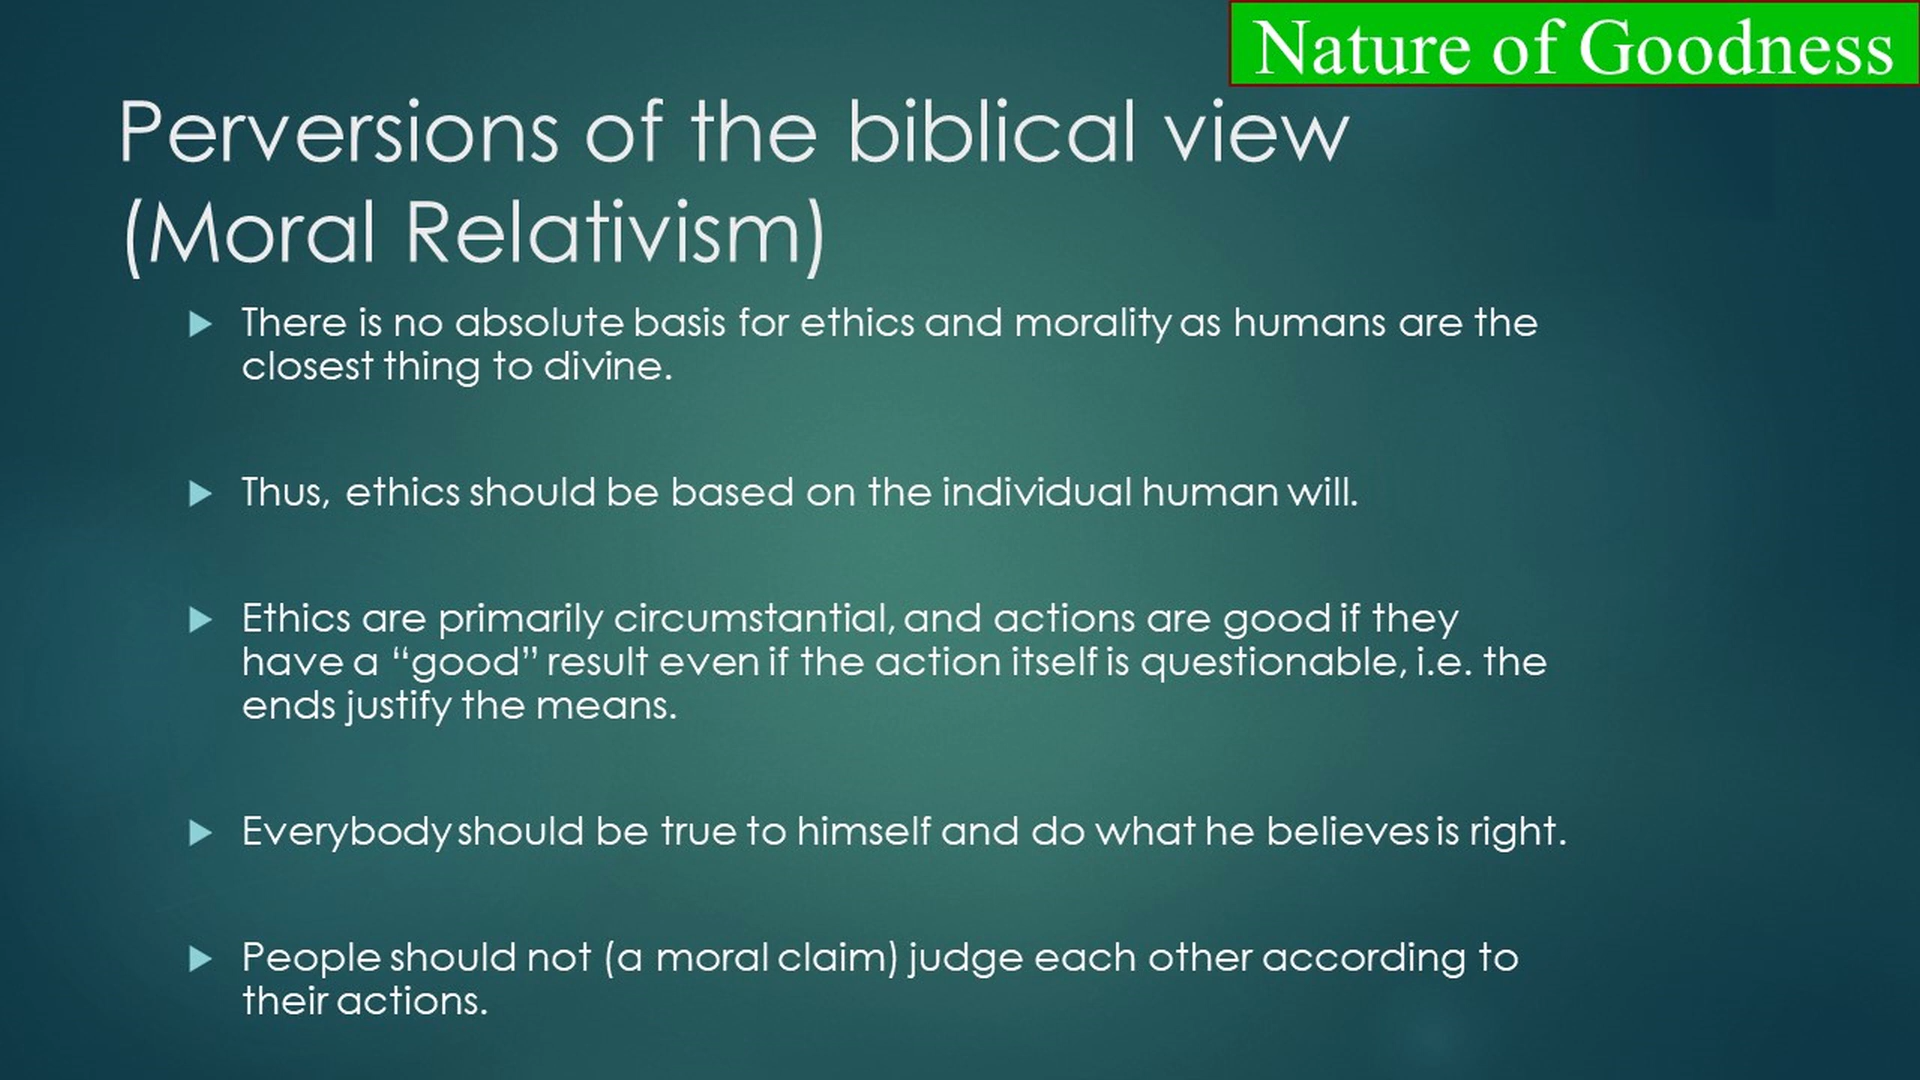 Nature of Goodness
Perversions of the biblical view
(Moral Relativism)
There is no absolute basis for ethics and morality as humans are the
closest thing to divine.
Thus, ethics should be based on the individual human will.
Ethics are primarily circumstantial, and actions are good if they
have a “good” result even if the action itself is questionable, i.e. the
ends justify the means.
Everybody should be true to himself and do what he believes is right.
People should not (a moral claim) judge each other according to
their actions.